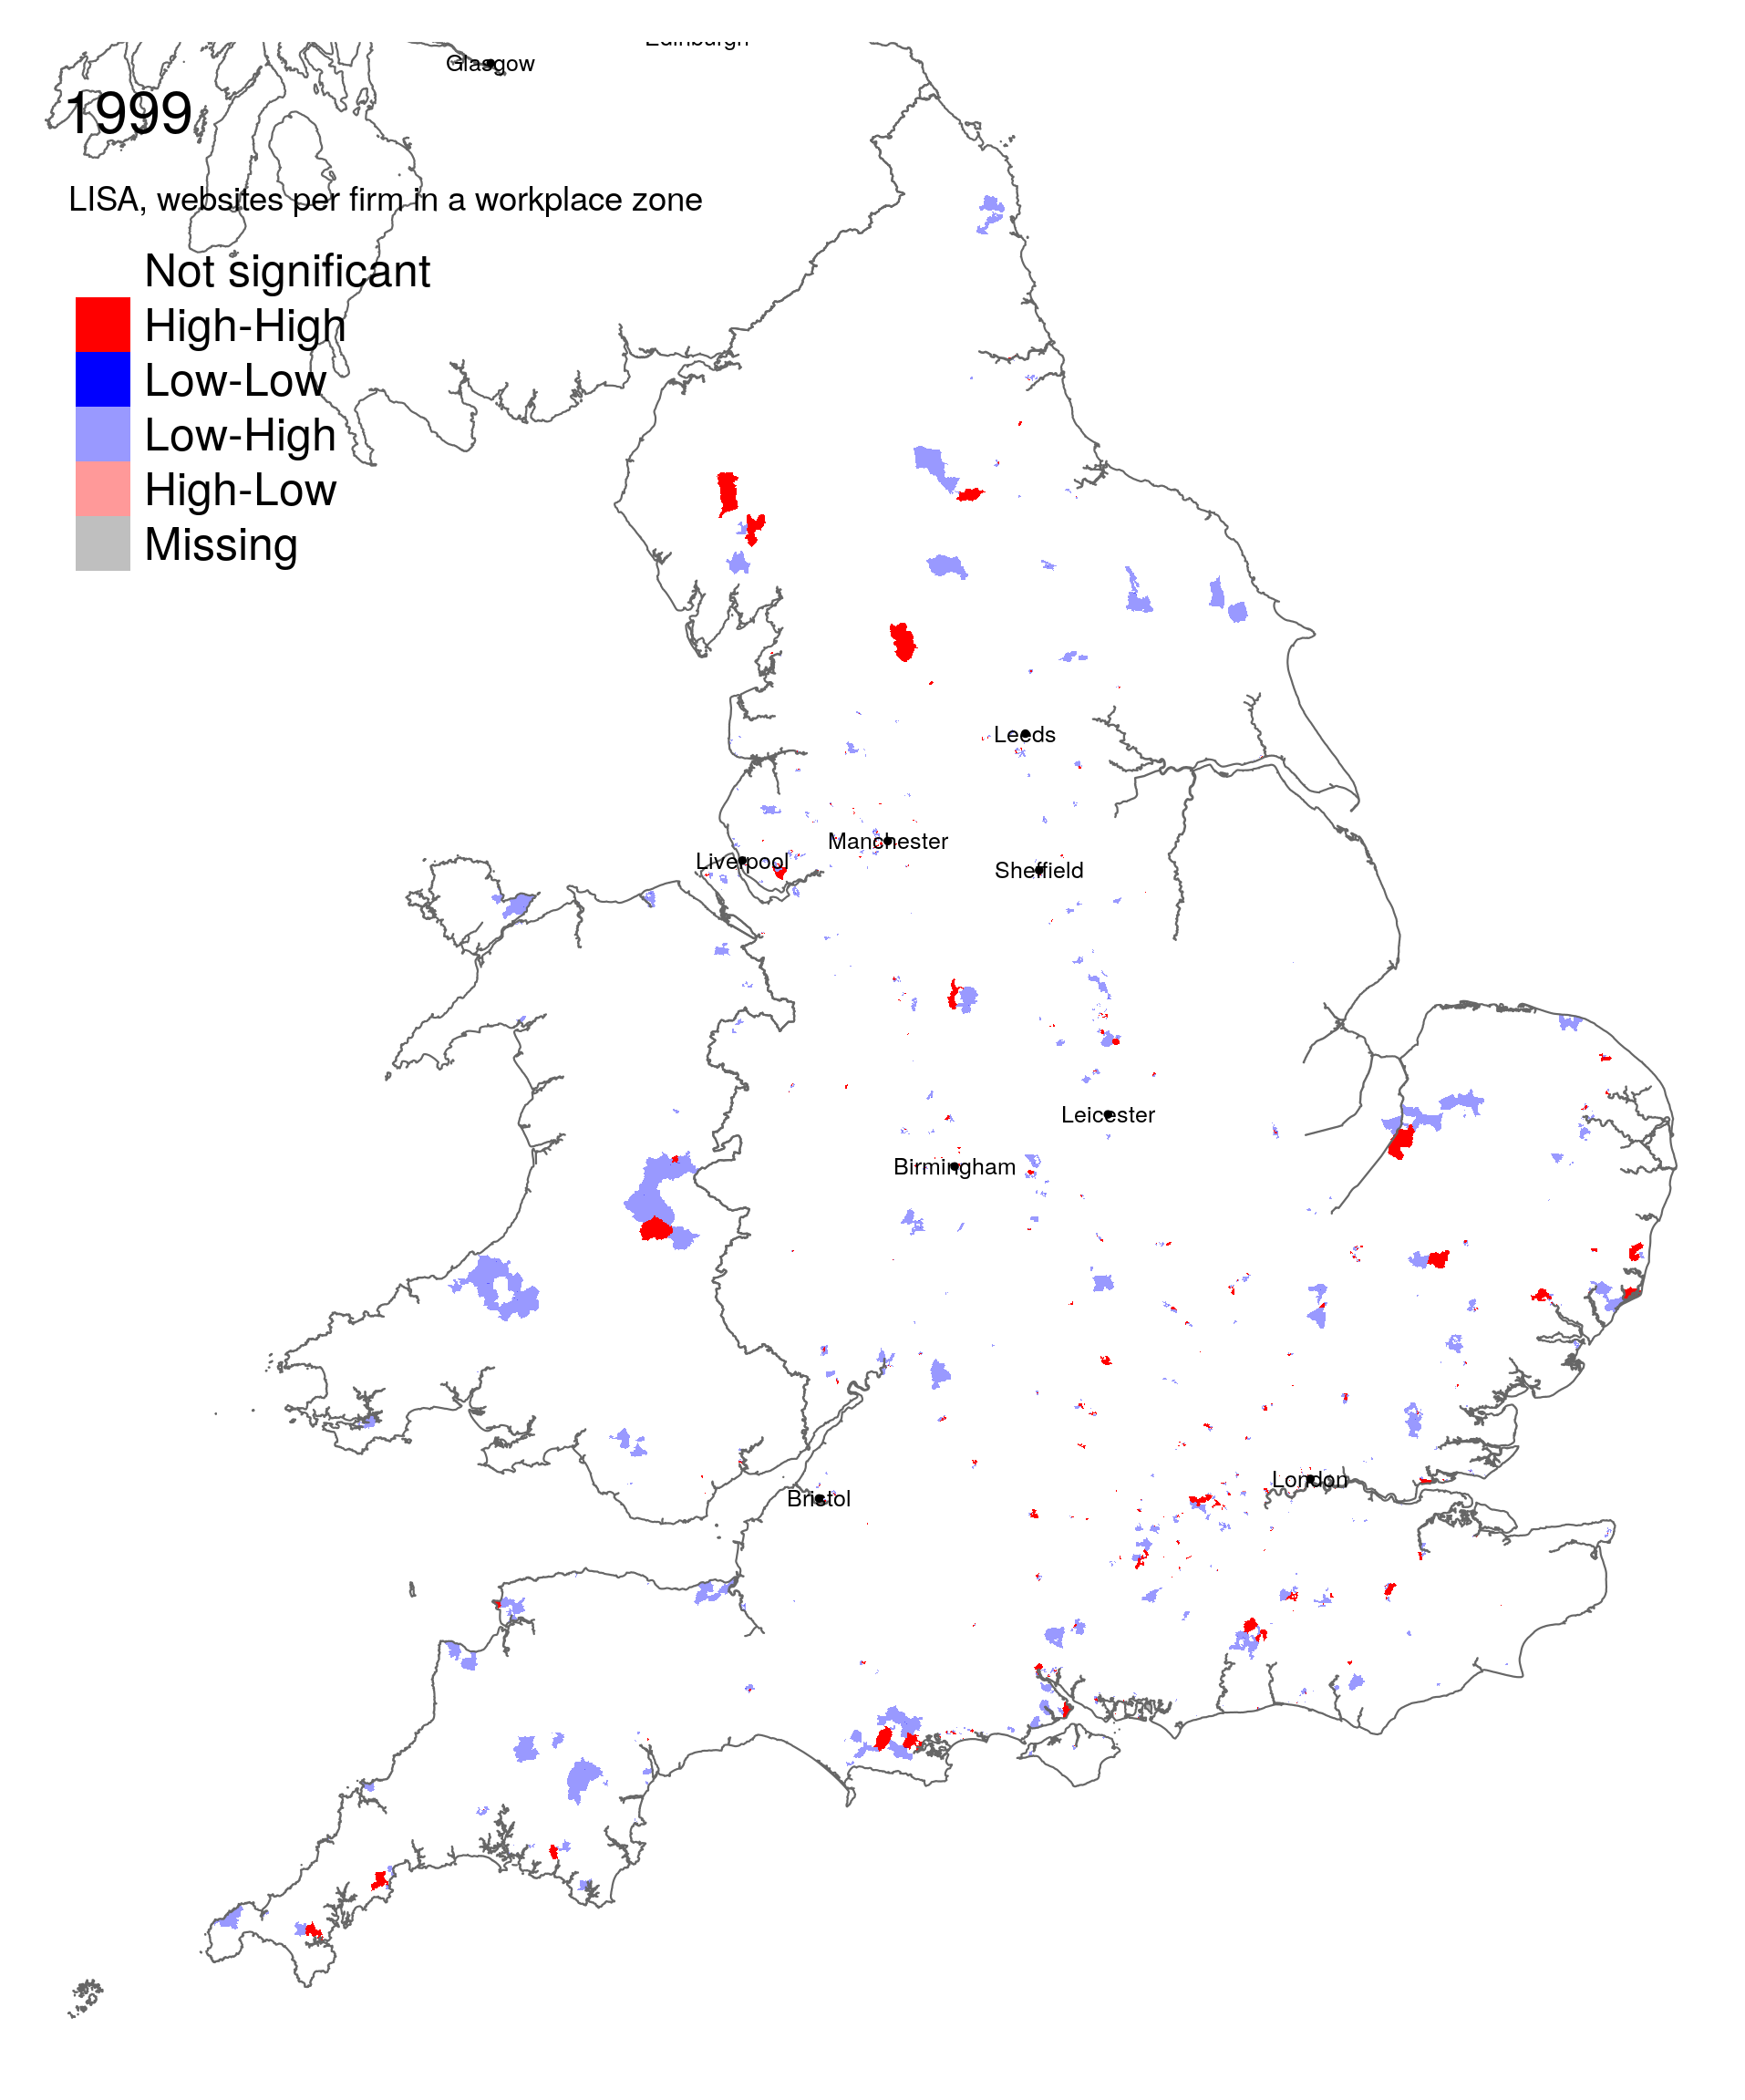 Edinburgh
Glasgow
1999
LISA, websites per firm in a workplace zone
Not significant
High-High
Low-Low
Low-High
High-Low
Missing
Leeds
Manchester
Liverpool
Sheffield
Leicester
Birmingham
London
Bristol